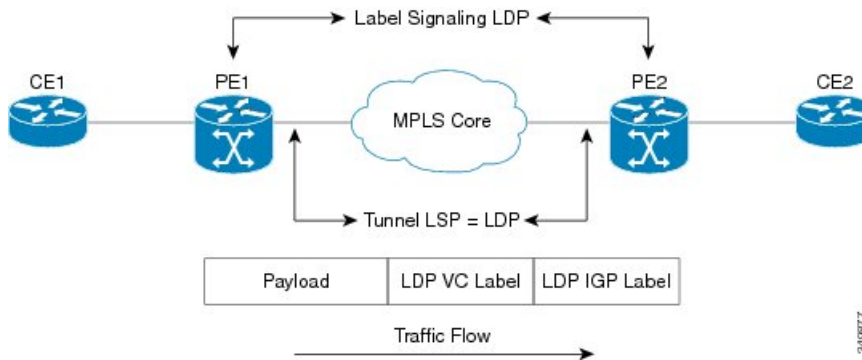 Label Signaling LDP
CE1
PE1
PE2
CE2
MPLS Core
Tunnel LSP = LDP
Payload
LDP VC Label
LDP IGP Label
Traffic Flow